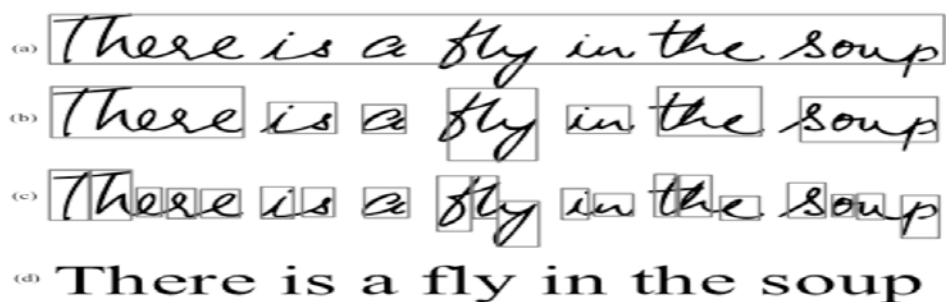 (a) There is a fly in the soup
(b) There is a fly in the soup
(c) There is a fly in the soup
(d) There is a fly in the soup